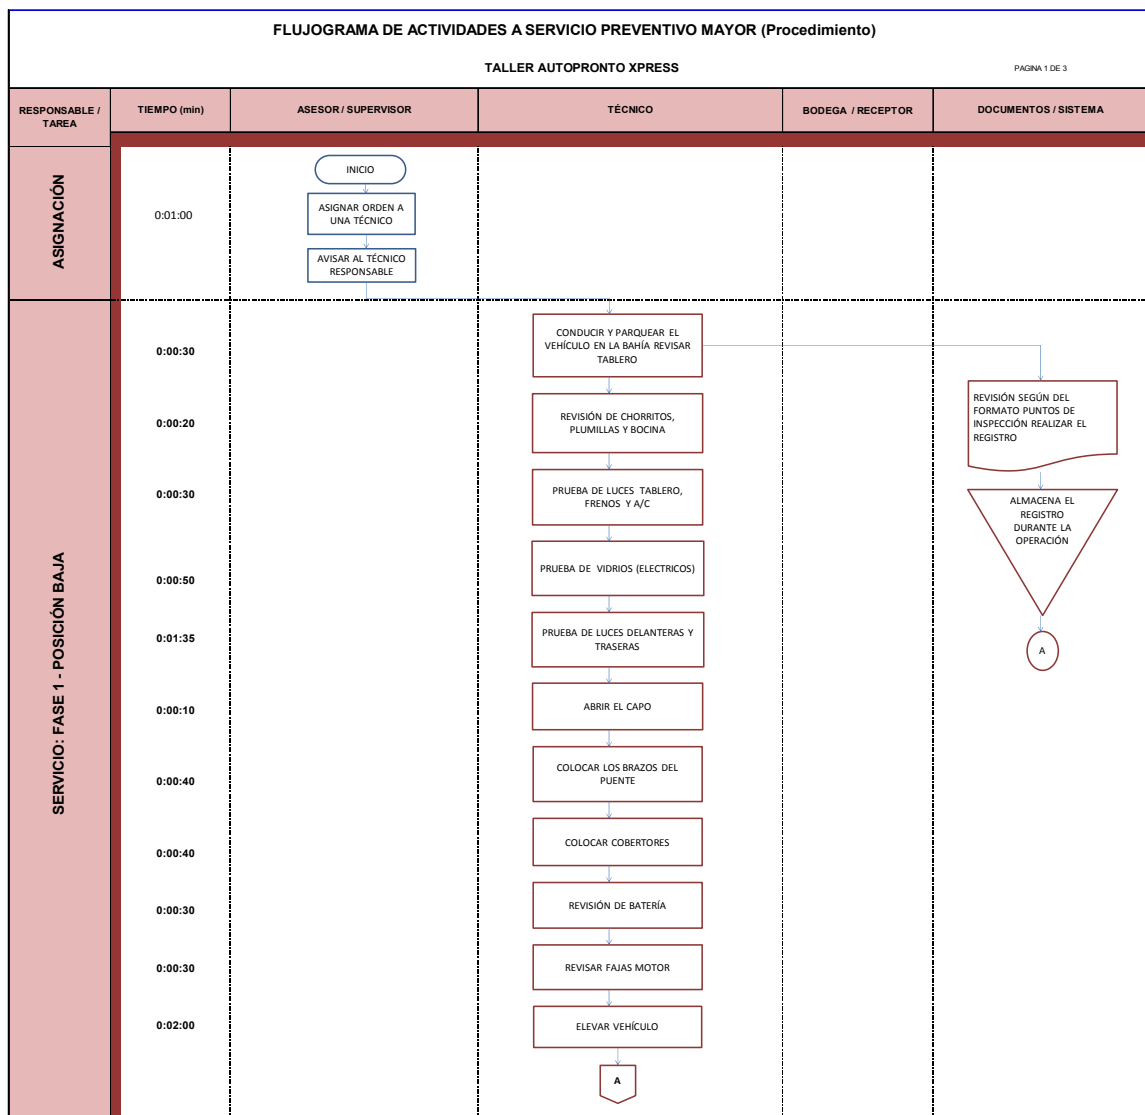 FLUJOGRAMA DE ACTIVIDADES A SERVICIO PREVENTIVO MAYOR (Procedimiento)
TALLER AUTOPRONTO XPRESS
PAGINA 1 DE 3
RESPONSABLE /
TAREA
TIEMPO (min)
ASESOR / SUPERVISOR
TÉCNICO
BODEGA / RECEPTOR
DOCUMENTOS / SISTEMA
ASIGNACIÓN
0:01:00
INICIO
ASIGNAR ORDEN A
UNA TÉCNICO
AVISAR AL TÉCNICO
RESPONSABLE
SERVICIO: FASE 1 - POSICIÓN BAJA
0:00:30
CONDUCIR Y PARQUEAR EL
VEHÍCULO EN LA BAHÍA REVISAR
TABLERO
REVISIÓN SEGÚN DEL
FORMATO PUNTOS DE
INSPECCIÓN REALIZAR EL
REGISTRO
0:00:20
REVISIÓN DE CHORRITOS,
PLUMILLAS Y BOCINA
0:00:30
PRUEBA DE LUCES TABLERO,
FRENOS Y A/C
ALMACENA EL
REGISTRO
DURANTE LA
OPERACIÓN
0:00:50
PRUEBA DE VIDRIOS (ELECTRICOS)
0:01:35
PRUEBA DE LUCES DELANTERAS Y
TRASERAS
A
0:00:10
ABRIR EL CAPO
0:00:40
COLOCAR LOS BRAZOS DEL
PUENTE
0:00:40
COLOCAR COBERTORES
0:00:30
REVISIÓN DE BATERÍA
0:00:30
REVISAR FAJAS MOTOR
0:02:00
ELEVAR VEHÍCULO
A